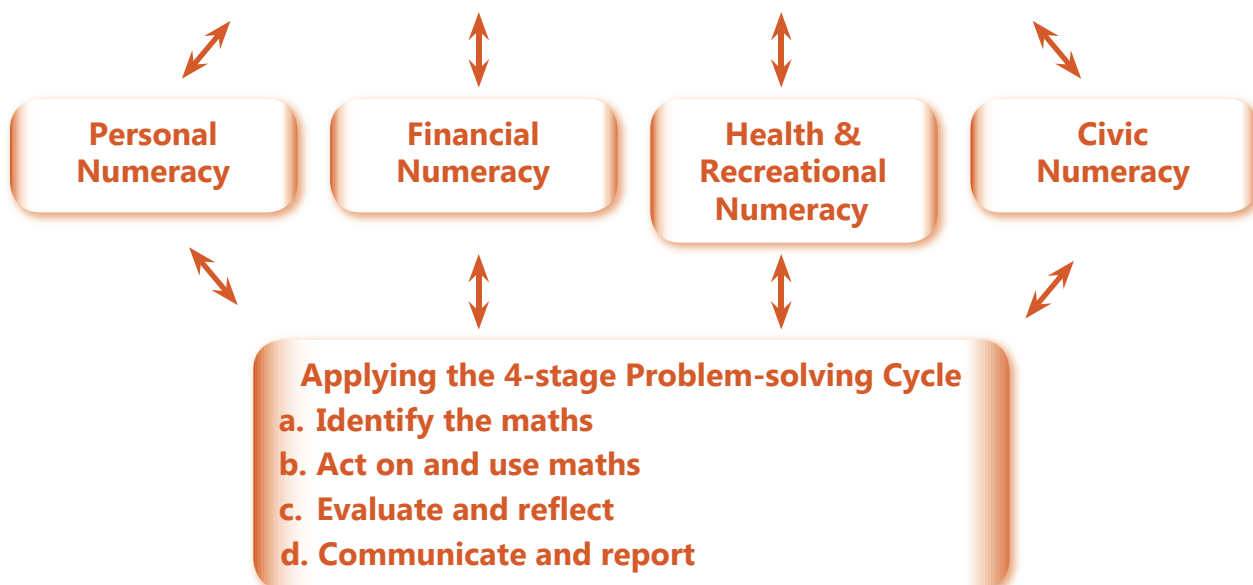 Personal
Numeracy
Financial
Numeracy
Health &
Recreational
Numeracy
Civic
Numeracy
Applying the 4-stage Problem-solving Cycle
a. Identify the maths
b. Act on and use maths
c. Evaluate and reflect
d. Communicate and report